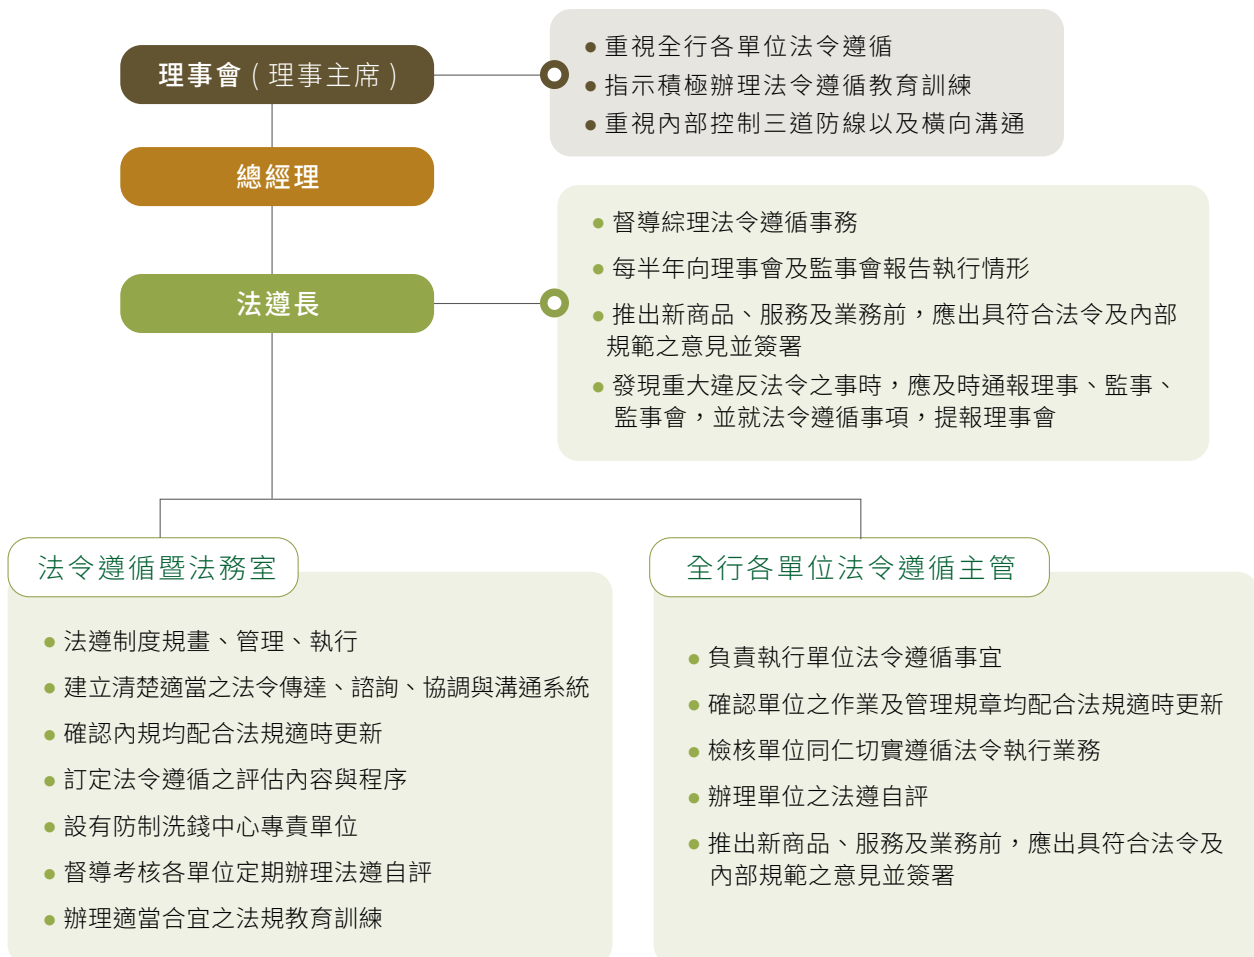 理事會(理事主席)
● 重視全行各單位法令遵循
● 指示積極辦理法令遵循教育訓練
● 重視內部控制三道防線以及橫向溝通
總經理
法遵長
● 督導綜理法令遵循事務
● 每半年向理事會及監事會報告執行情形
● 推出新商品、服務及業務前，應出具符合法令及內部
規範之意見並簽署
● 發現重大違反法令之事時，應及時通報理事、監事、
監事會，並就法令遵循事項，提報理事會
法令遵循暨法務室
● 法遵制度規畫、管理、執行
● 建立清楚適當之法令傳達、諮詢、協調與溝通系統
● 確認內規均配合法規適時更新
● 訂定法令遵循之評估內容與程序
● 設有防制洗錢中心專責單位
● 督導考核各單位定期辦理法遵自評
● 辦理適當合宜之法規教育訓練
全行各單位法令遵循主管
● 負責執行單位法令遵循事宜
● 確認單位之作業及管理規章均配合法規適時更新
● 檢核單位同仁切實遵循法令執行業務
● 辦理單位之法遵自評
● 推出新商品、服務及業務前，應出具符合法令及
內部規範之意見並簽署